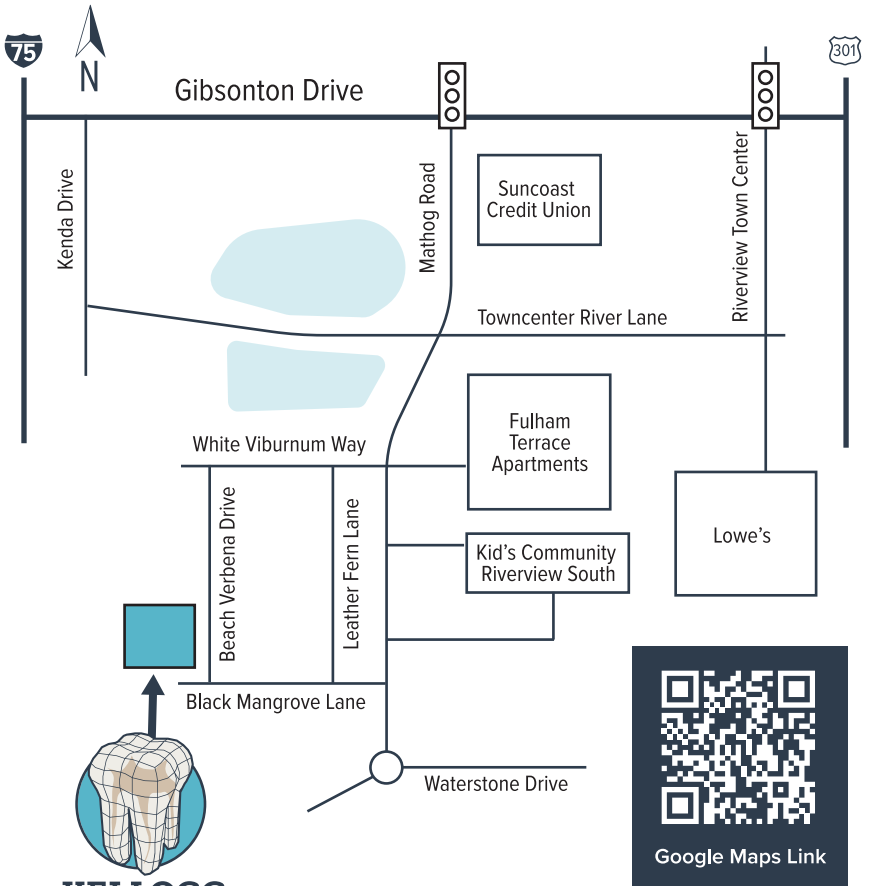 75
N
301
Gibsonton Drive
Kenda Drive
Mathog Road
Suncoast
Credit Union
Riverview Town Center
Towncenter River Lane
Fulham
Terrace
Apartments
White Viburnum Way
Beach Verbena Drive
Leather Fern Lane
Kid's Community
Riverview South
Lowe's
Black Mangrove Lane
Waterstone Drive
Google Maps Link